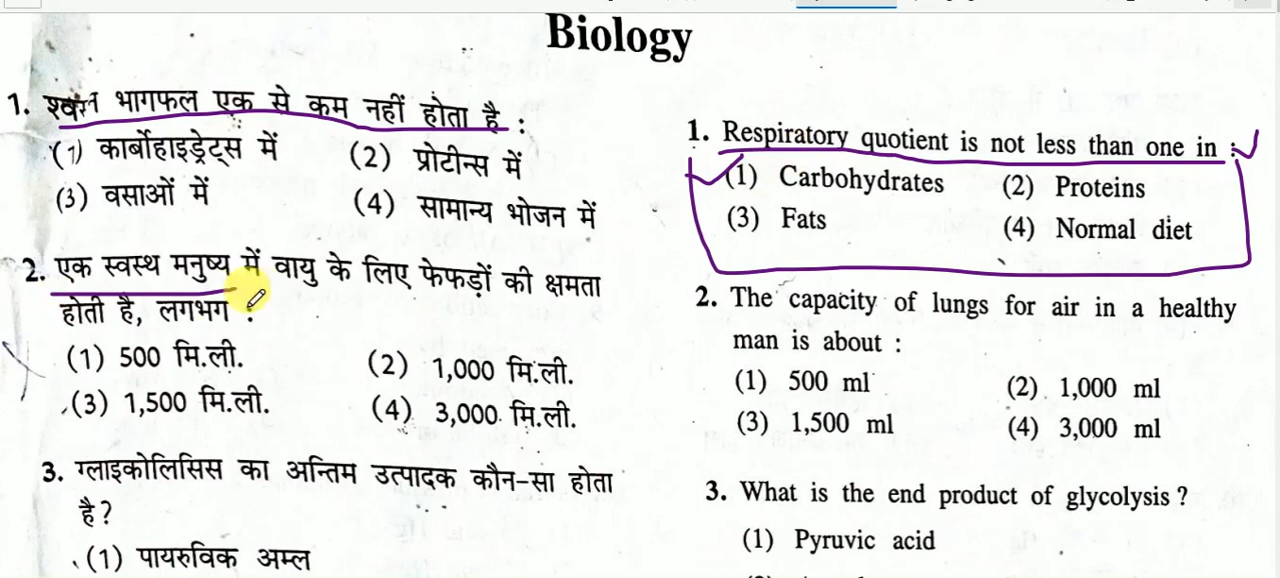 Biology
1. श्वसन भागफल एक से कम नहीं होता है :
(1) कार्बोहाइड्रेट्स में (2) प्रोटीन्स में
(3) वसाओं में (4) सामान्य भोजन में
2. एक स्वस्थ मनुष्य में वायु के लिए फेफड़ों की क्षमता
होती है, लगभग :
(1) 500 मि.ली. (2) 1,000 मि.ली.
(3) 1,500 मि.ली. (4) 3,000 मि.ली.
3. ग्लाइकोलिसिस का अन्तिम उत्पादक कौन-सा होता
है?
(1) पायरुविक अम्ल
1. Respiratory quotient is not less than one in :
(1) Carbohydrates (2) Proteins
(3) Fats (4) Normal diet
2. The capacity of lungs for air in a healthy
man is about :
(1) 500 ml (2) 1,000 ml
(3) 1,500 ml (4) 3,000 ml
3. What is the end product of glycolysis ?
(1) Pyruvic acid